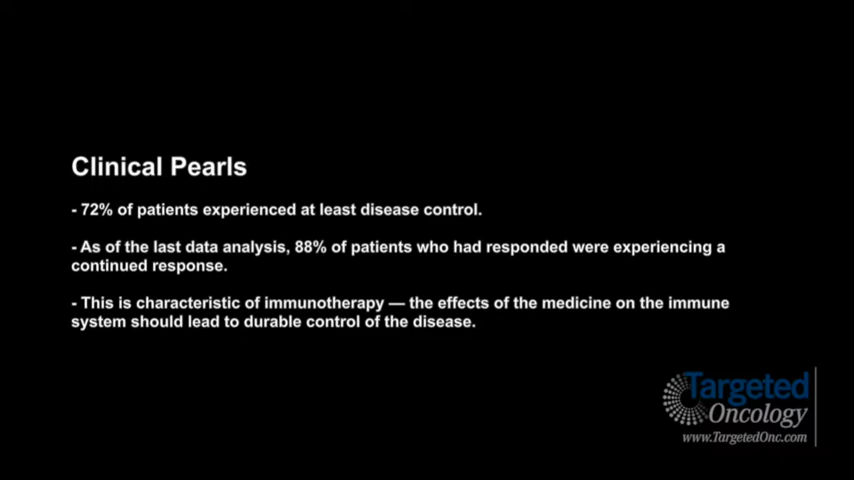 Clinical Pearls
- 72% of patients experienced at least disease control.
- As of the last data analysis, 88% of patients who had responded were experiencing a
continued response.
- This is characteristic of immunotherapy — the effects of the medicine on the immune
system should lead to durable control of the disease.
Targeted
Oncology
www.TargetedOnc.com